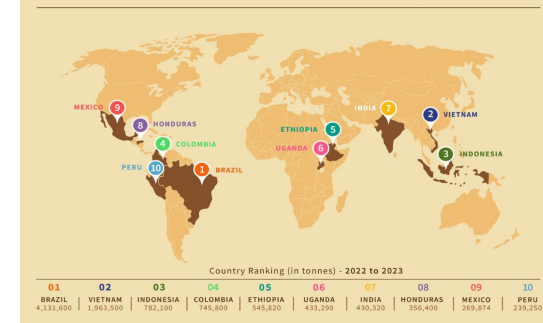 MEXICO 9
8 HONDURAS
4 COLOMBIA
PERU 10
1 BRAZIL
ETHIOPIA 5
UGANDA 6
INDIA 7
2 VIETNAM
3 INDONESIA
Country Ranking (in tonnes) - 2022 to 2023
01 02 03 04 05 06 07 08 09 10
BRAZIL VIETNAM INDONESIA COLOMBIA ETHIOPIA UGANDA INDIA HONDURAS MEXICO PERU
4,131,600 1,963,500 782,100 745,800 545,820 433,290 430,320 356,400 269,874 239,250